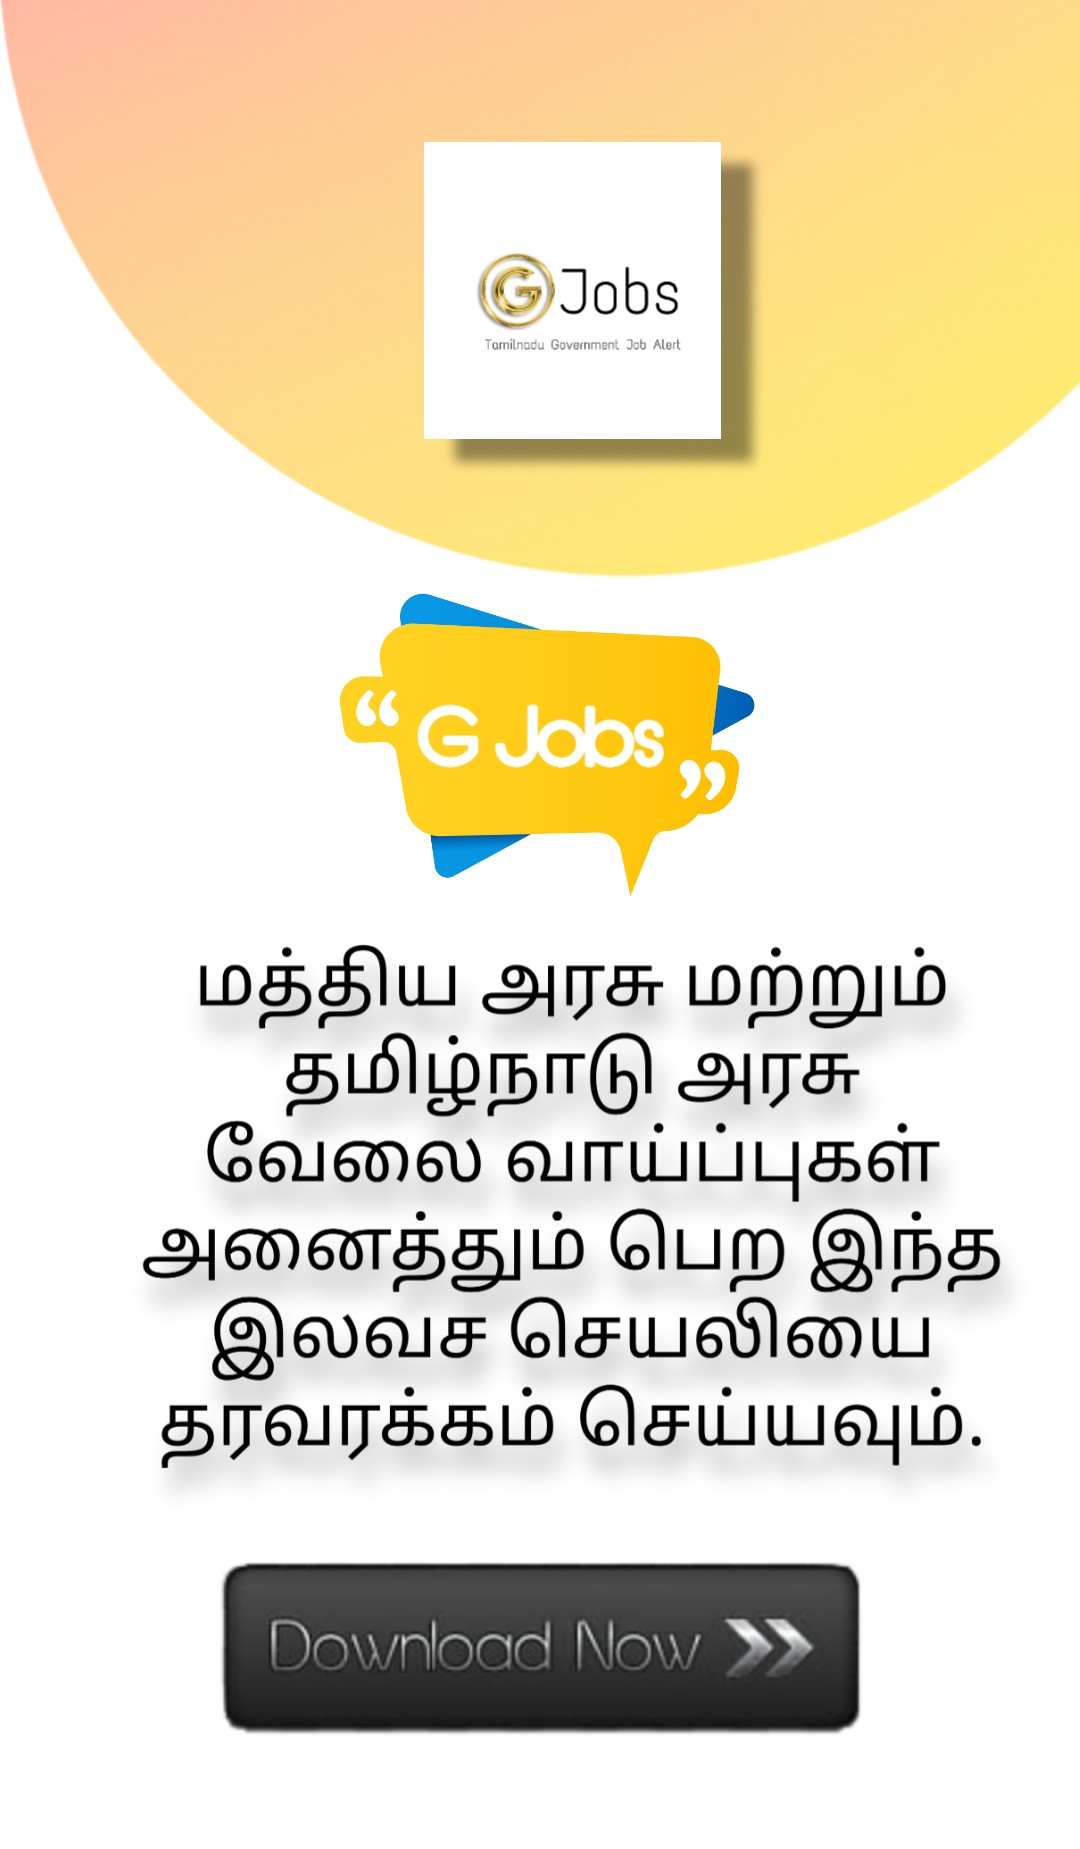 G Jobs
Tamilnadu Government Job Alert
“ G Jobs ”
மத்திய அரசு மற்றும்
தமிழ்நாடு அரசு
வேலை வாய்ப்புகள்
அனைத்தும் பெற இந்த
இலவச செயலியை
தரவரக்கம் செய்யவும்.
Download Now